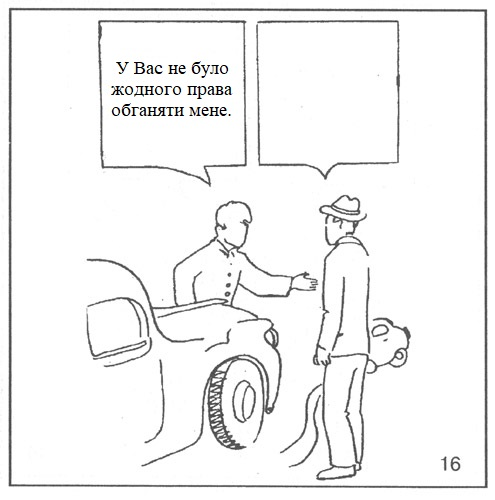 У Вас не було
жодного права
обганяти мене.
16